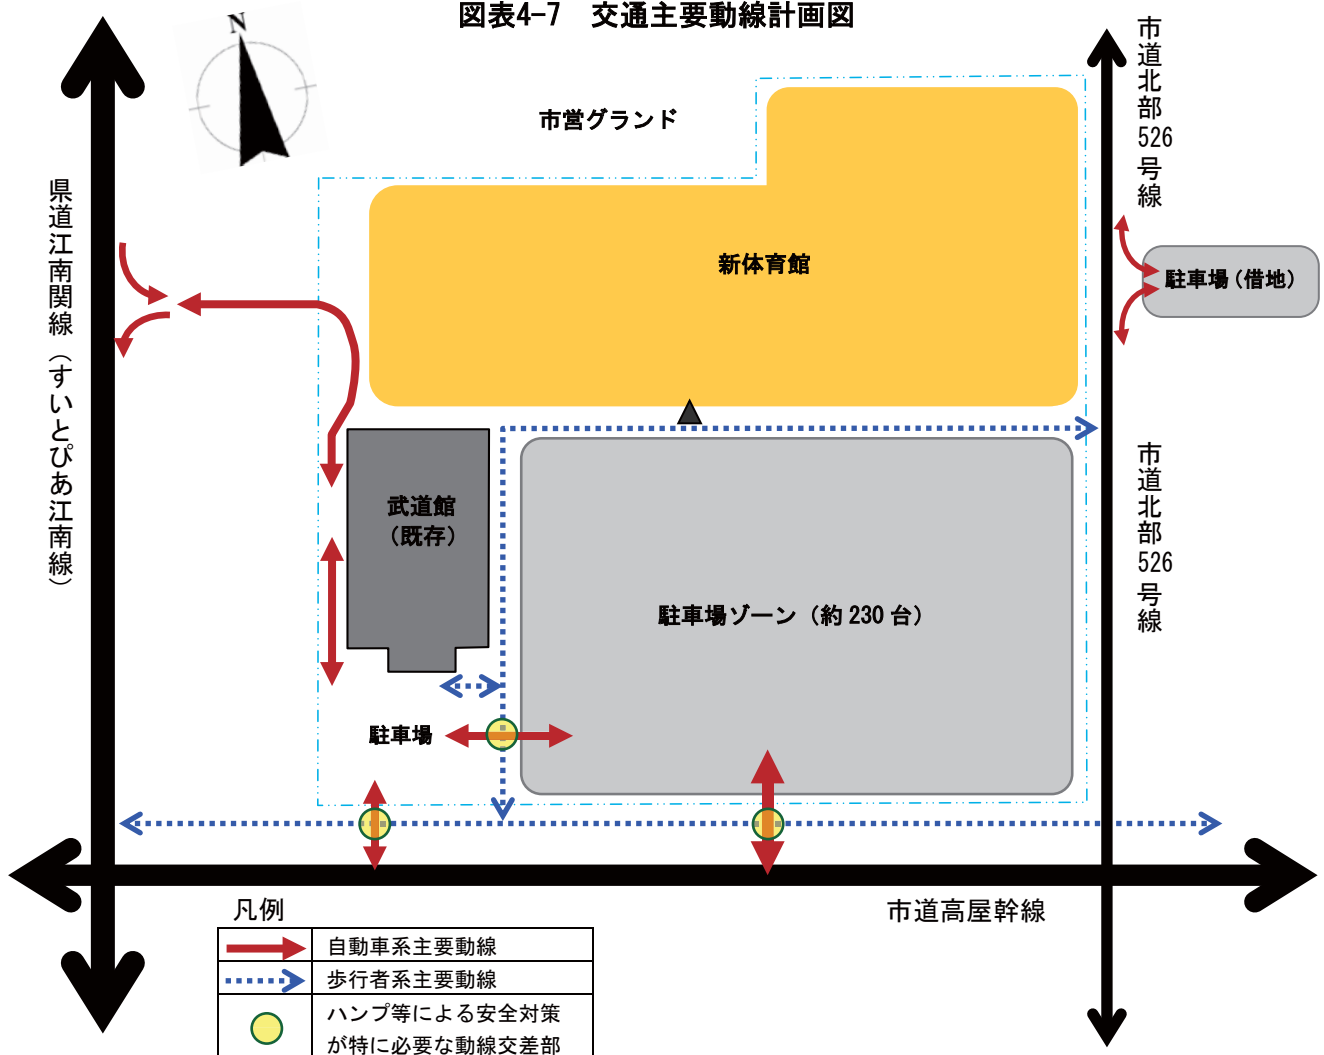 図表4-7　交通主要動線計画図
N
市営グランド
市道北部526号線
県道江南関線（すいとぴあ江南線）
新体育館
駐車場（借地）
武道館
（既存）
市道北部526号線
駐車場ゾーン（約 230 台）
駐車場
市道高屋幹線
凡例
自動車系主要動線
歩行者系主要動線
ハンプ等による安全対策
が特に必要な動線交差部